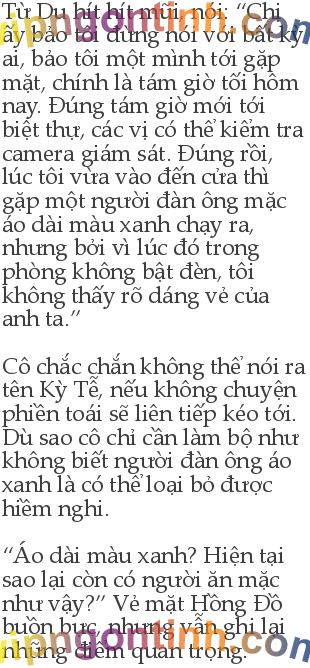 Từ Du hít hít mũi, nói: “Chị
ấy bảo tôi đừng nói với bất kỳ
ai, bảo tôi một mình tới gặp
mặt, chính là tám giờ tối hôm
nay. Đúng tám giờ mới tới
biệt thự, các vị có thể kiểm tra
camera giám sát. Đúng rồi,
lúc tôi vừa vào đến cửa thì
gặp một người đàn ông mặc
áo dài màu xanh chạy ra,
nhưng bởi vì lúc đó trong
phòng không bật đèn, tôi
không thấy rõ dáng vẻ của
anh ta.”
Cô chắc chắn không thể nói ra
tên Kỳ Tễ, nếu không chuyện
phiền toái sẽ liên tiếp kéo tới.
Dù sao cô chỉ cần làm bộ như
không biết người đàn ông áo
xanh là có thể loại bỏ được
hiềm nghi.
“Áo dài màu xanh? Hiện tại
sao lại còn có người ăn mặc
như vậy?” Vẻ mặt Hồng Đồ
buồn bực, nhưng vẫn ghi lại
những điểm quan trọng.
vipngontinh.com
vipngontinh.com